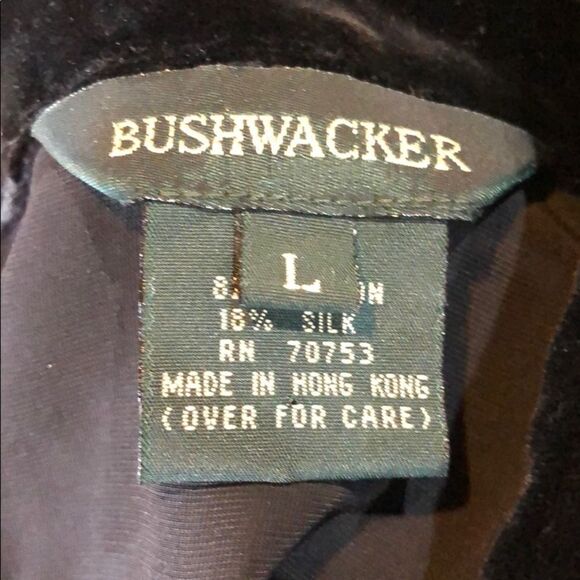 BUSHWACKER
L
18% SILK
RN 70753
MADE IN HONG KONG
(OVER FOR CARE)